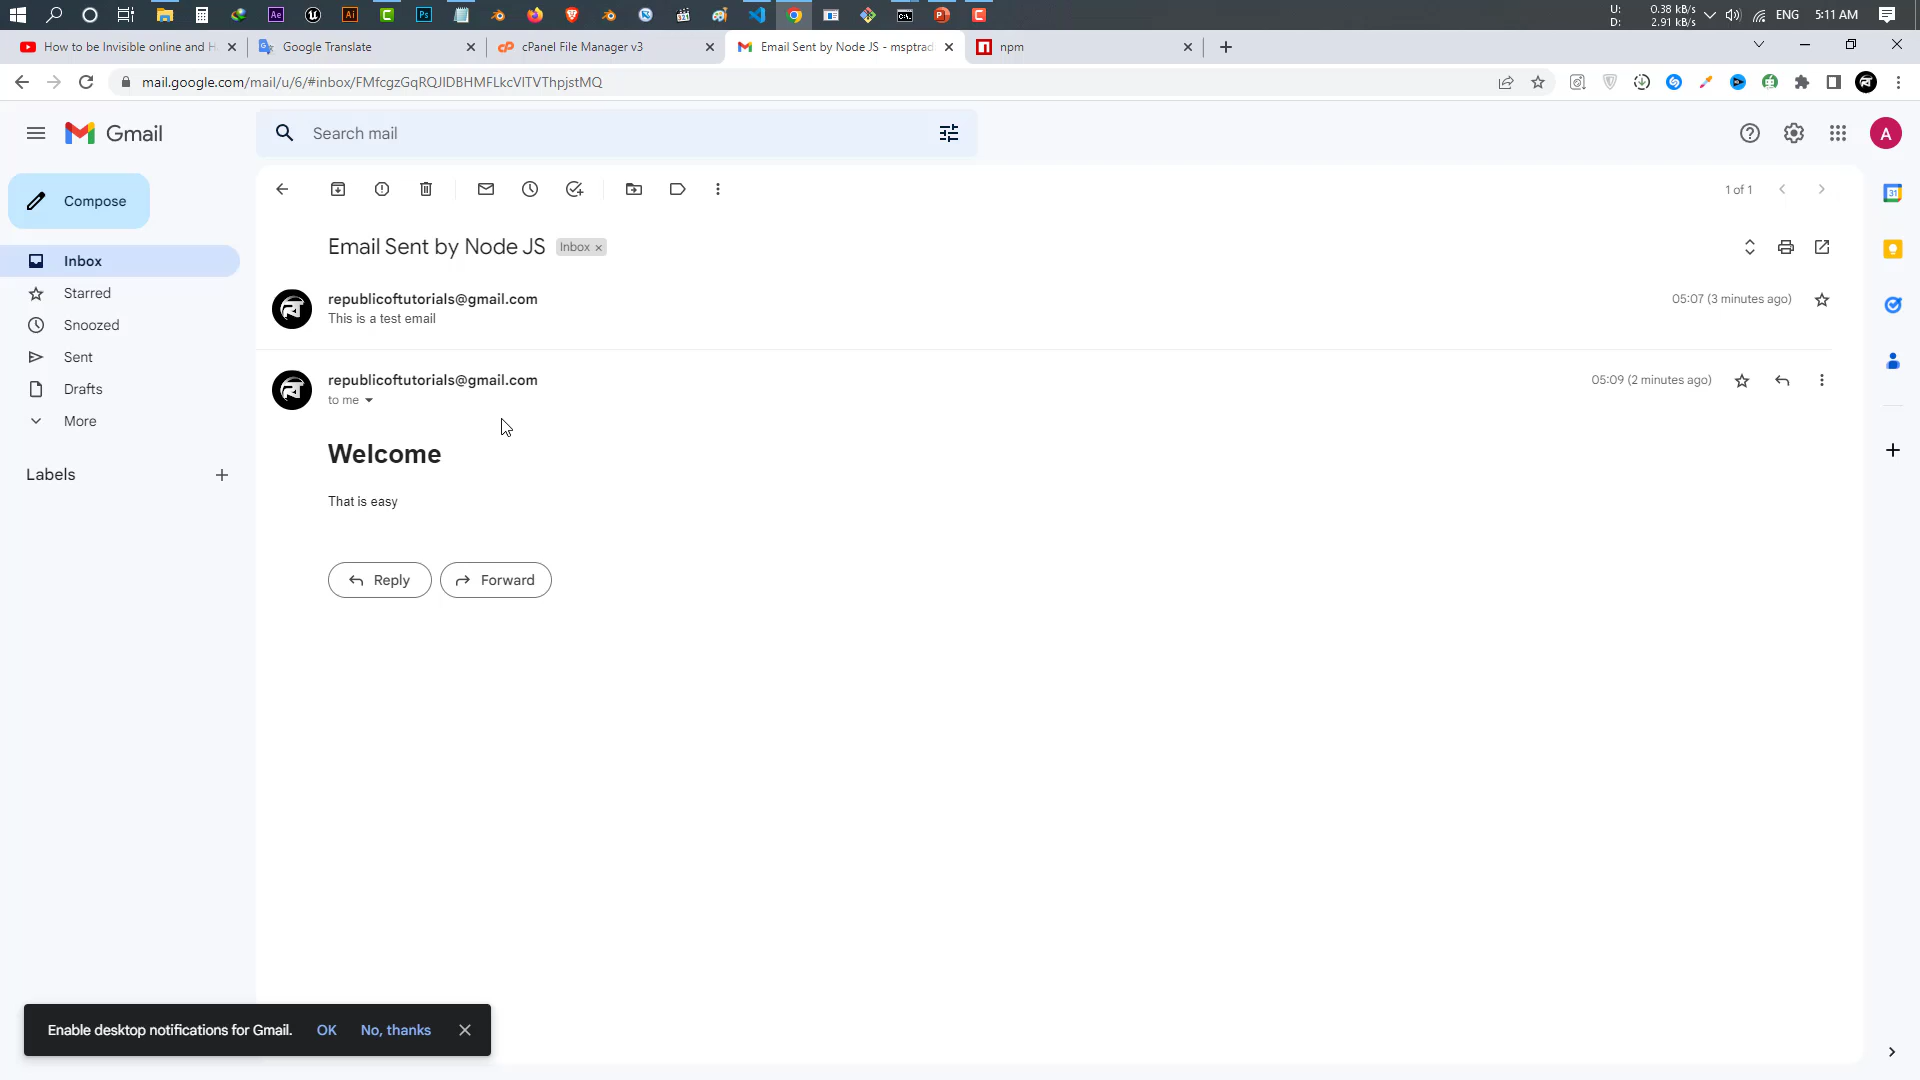 U: 0.38 kB/s
D: 2.91 kB/s
ENG 5:11 AM
How to be Invisible online and H
Google Translate
cPanel File Manager v3
Email Sent by Node JS - msptrad
npm
mail.google.com/mail/u/6/#inbox/FMfcgzGqRQJlDBHMFLkcVlTVThpjstMQ
Gmail
Search mail
A
Compose
1 of 1
Email Sent by Node JS Inbox ×
Inbox
Starred
Snoozed
Sent
Drafts
More
Labels
republicoftutorials@gmail.com
05:07 (3 minutes ago)
This is a test email
republicoftutorials@gmail.com
05:09 (2 minutes ago)
to me
Welcome
That is easy
Reply
Forward
Enable desktop notifications for Gmail. OK No, thanks